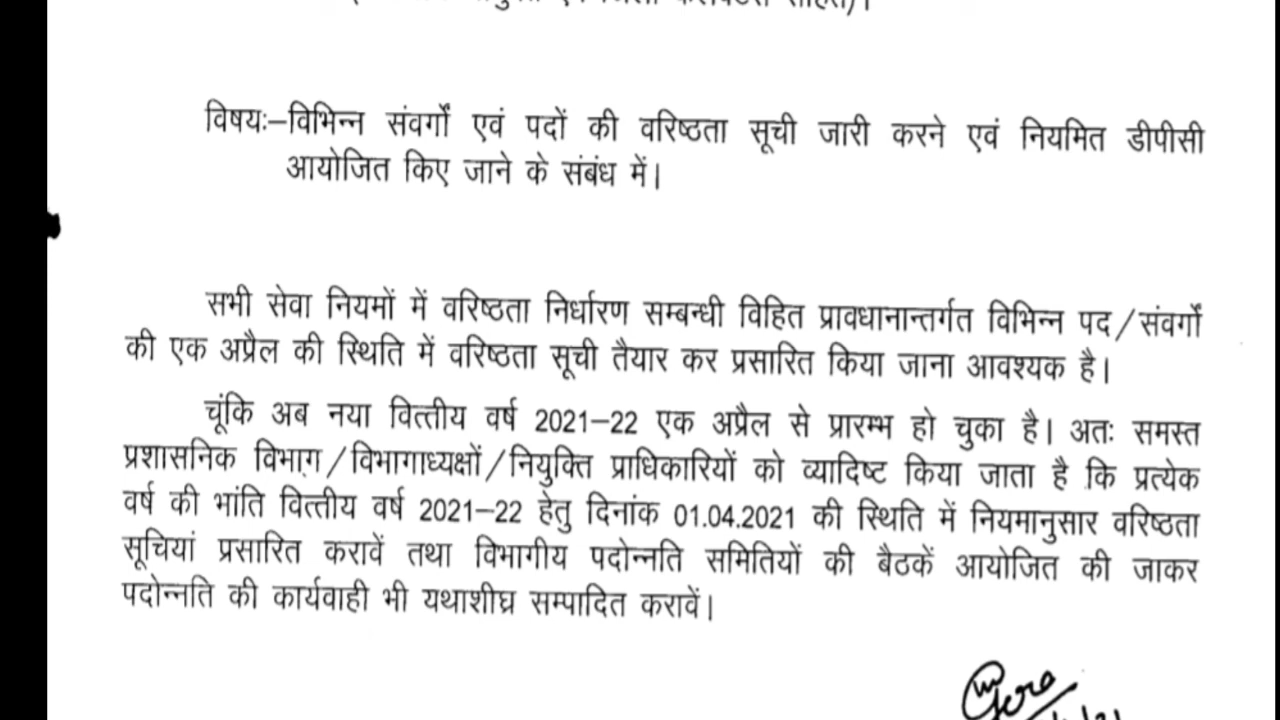 विषयः–विभिन्न संवर्गों एवं पदों की वरिष्ठता सूची जारी करने एवं नियमित डीपीसी
आयोजित किए जाने के संबंध में।
सभी सेवा नियमों में वरिष्ठता निर्धारण सम्बन्धी विहित प्रावधानान्तर्गत विभिन्न पद/संवर्गों
की एक अप्रैल की स्थिति में वरिष्ठता सूची तैयार कर प्रसारित किया जाना आवश्यक है।
चूंकि अब नया वित्तीय वर्ष 2021–22 एक अप्रैल से प्रारम्भ हो चुका है। अतः समस्त
प्रशासनिक विभाग/विभागाध्यक्षों/नियुक्ति प्राधिकारियों को व्यादिष्ट किया जाता है कि प्रत्येक
वर्ष की भांति वित्तीय वर्ष 2021–22 हेतु दिनांक 01.04.2021 की स्थिति में नियमानुसार वरिष्ठता
सूचियां प्रसारित करावें तथा विभागीय पदोन्नति समितियों की बैठकें आयोजित की जाकर
पदोन्नति की कार्यवाही भी यथाशीघ्र सम्पादित करावें।